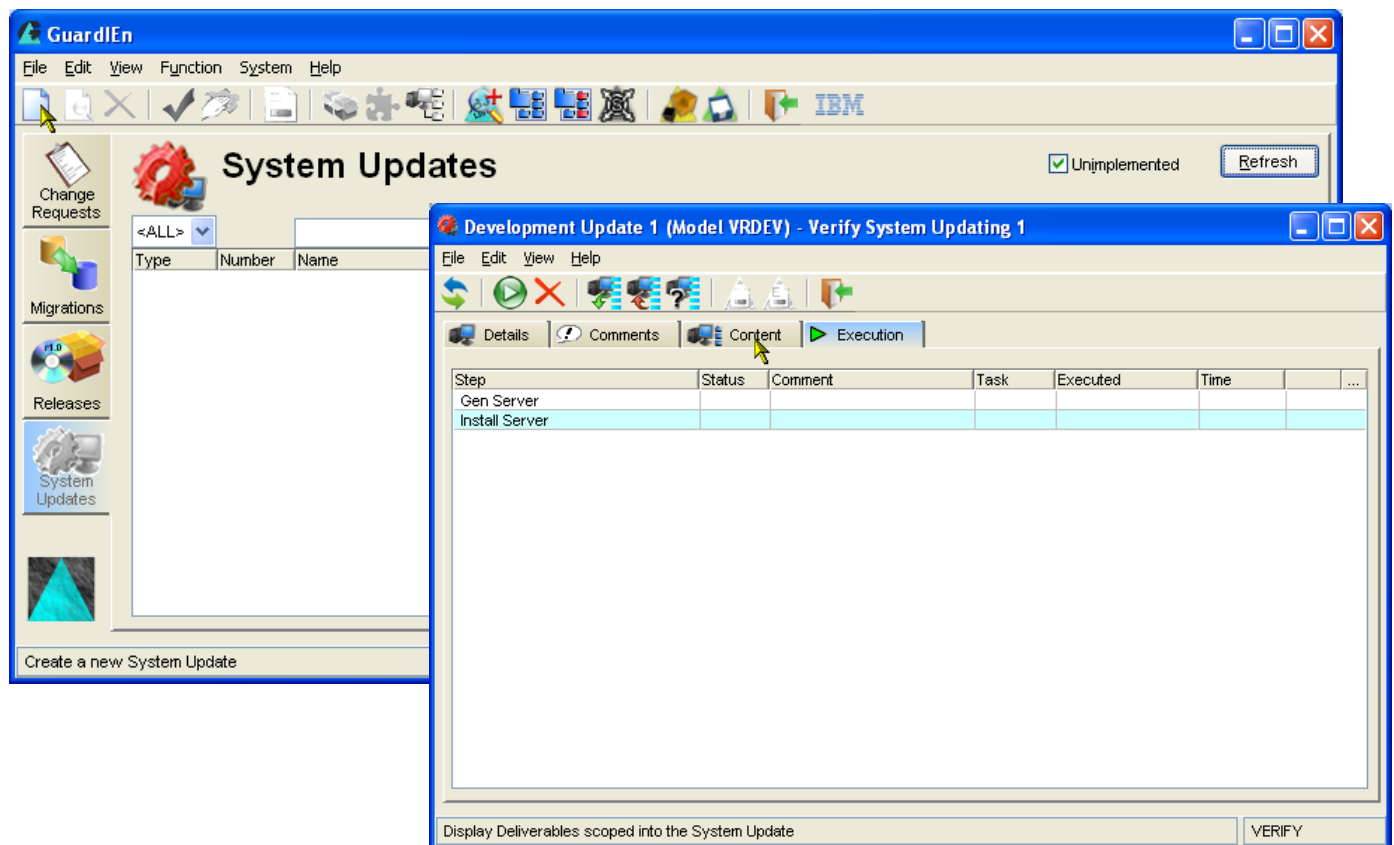 GuardIEn
File Edit View Function System Help
IBM
Change
Requests
Migrations
r1.0
Releases
System
Updates
System Updates
Unimplemented
Refresh
<ALL>
Type Number Name
Create a new System Update
Development Update 1 (Model VRDEV) - Verify System Updating 1
File Edit View Help
Details Comments Content Execution
Step Status Comment Task Executed Time ...
Gen Server
Install Server
Display Deliverables scoped into the System Update VERIFY